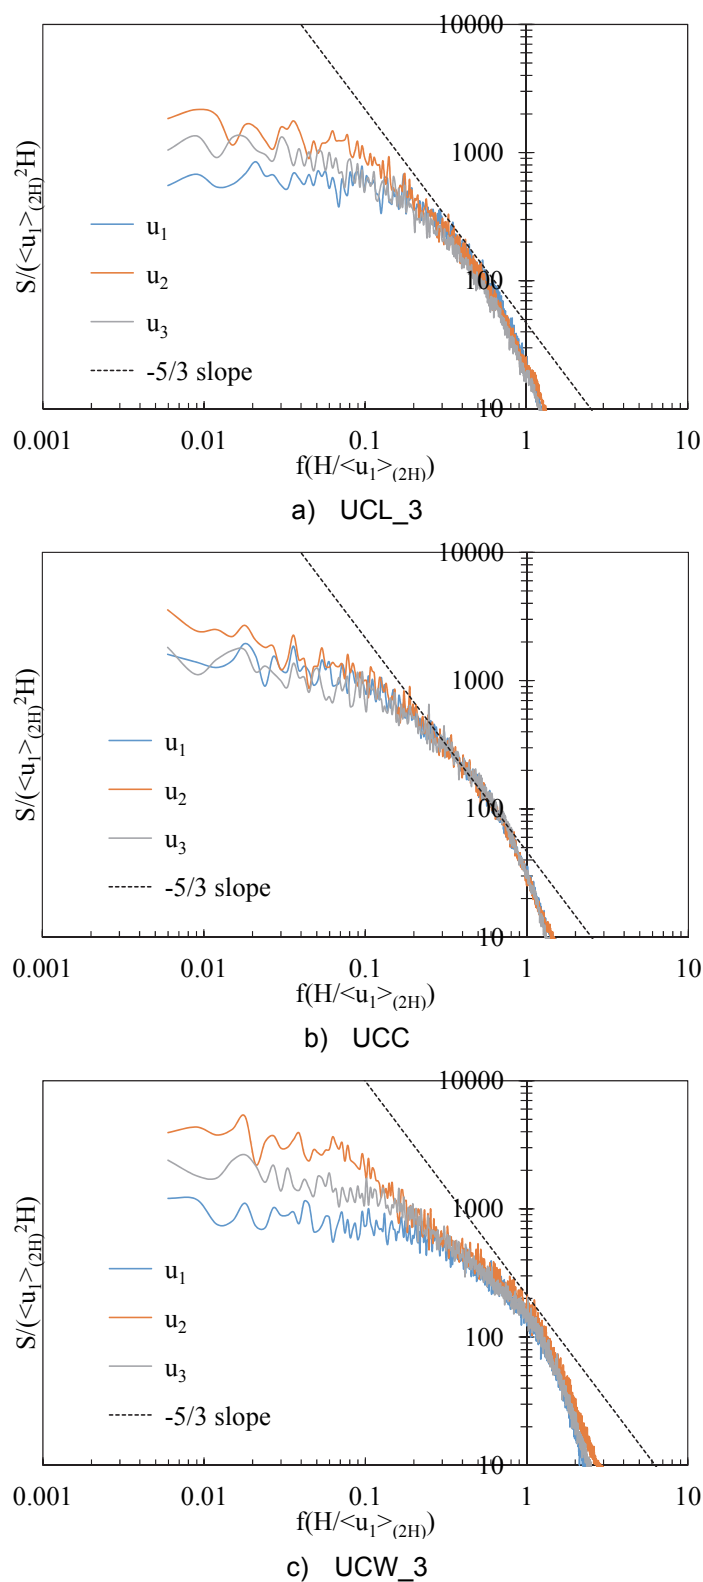 10000
1000
100
10
S/(<u₁>₍₂H₎²H)
u₁
u₂
u₃
-5/3 slope
0.001 0.01 0.1 1 10
f(H/<u₁>₍₂H₎)
a) UCL_3
10000
1000
100
10
S/(<u₁>₍₂H₎²H)
u₁
u₂
u₃
-5/3 slope
0.001 0.01 0.1 1 10
f(H/<u₁>₍₂H₎)
b) UCC
10000
1000
100
10
S/(<u₁>₍₂H₎²H)
u₁
u₂
u₃
-5/3 slope
0.001 0.01 0.1 1 10
f(H/<u₁>₍₂H₎)
c) UCW_3